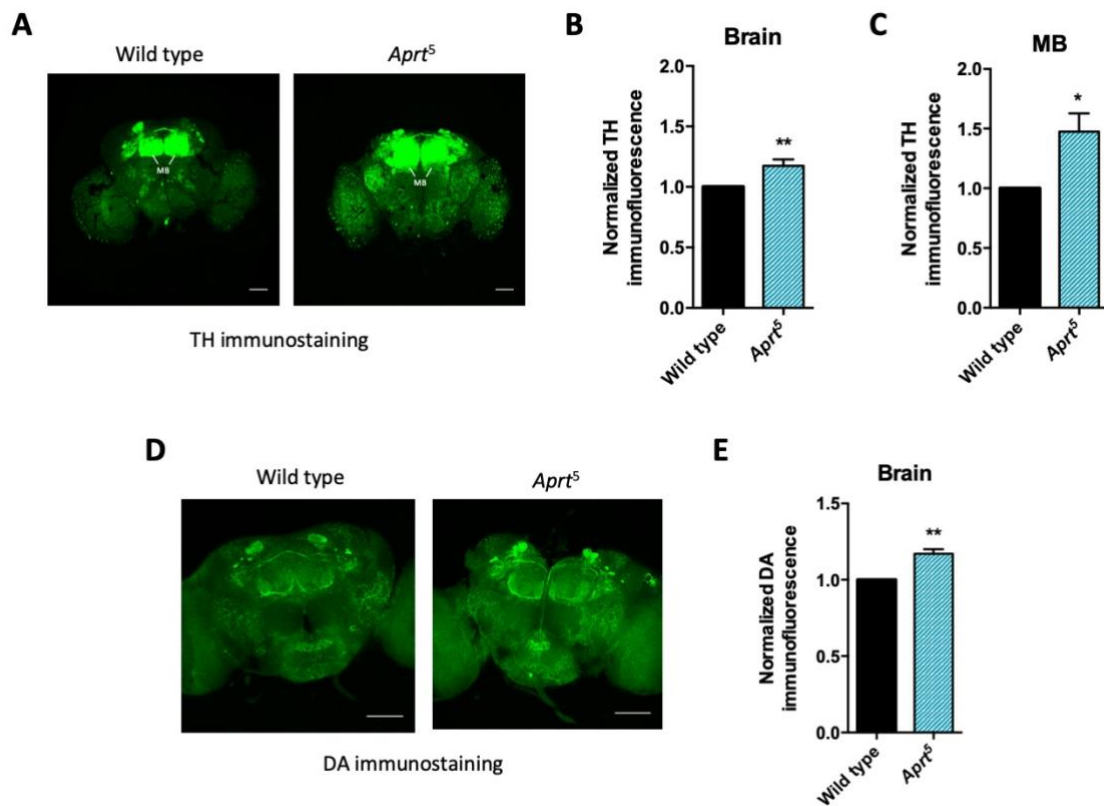 A
Wild type
Aprt⁵
MB
MB
TH immunostaining
B
Brain
Normalized TH
immunofluorescence
2.0
1.5
1.0
0.5
0.0
**
Wild type
Aprt⁵
C
MB
Normalized TH
immunofluorescence
2.0
1.5
1.0
0.5
0.0
*
Wild type
Aprt⁵
D
Wild type
Aprt⁵
DA immunostaining
E
Brain
Normalized DA
immunofluorescence
1.5
1.0
0.5
0.0
**
Wild type
Aprt⁵